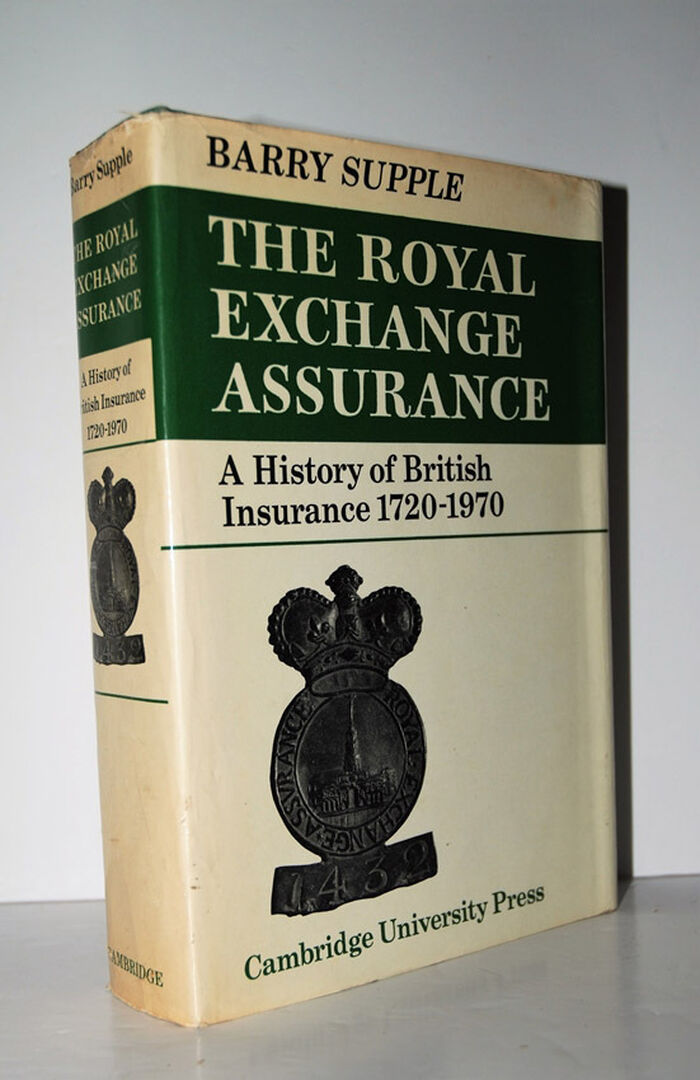 Barry Supple
THE ROYAL
EXCHANGE
ASSURANCE
A History of
British Insurance
1720-1970
1432
CAMBRIDGE
BARRY SUPPLE
THE ROYAL
EXCHANGE
ASSURANCE
A History of British
Insurance 1720-1970
ROYAL·EXCHANGE·ASSVRANCE
1432
Cambridge University Press